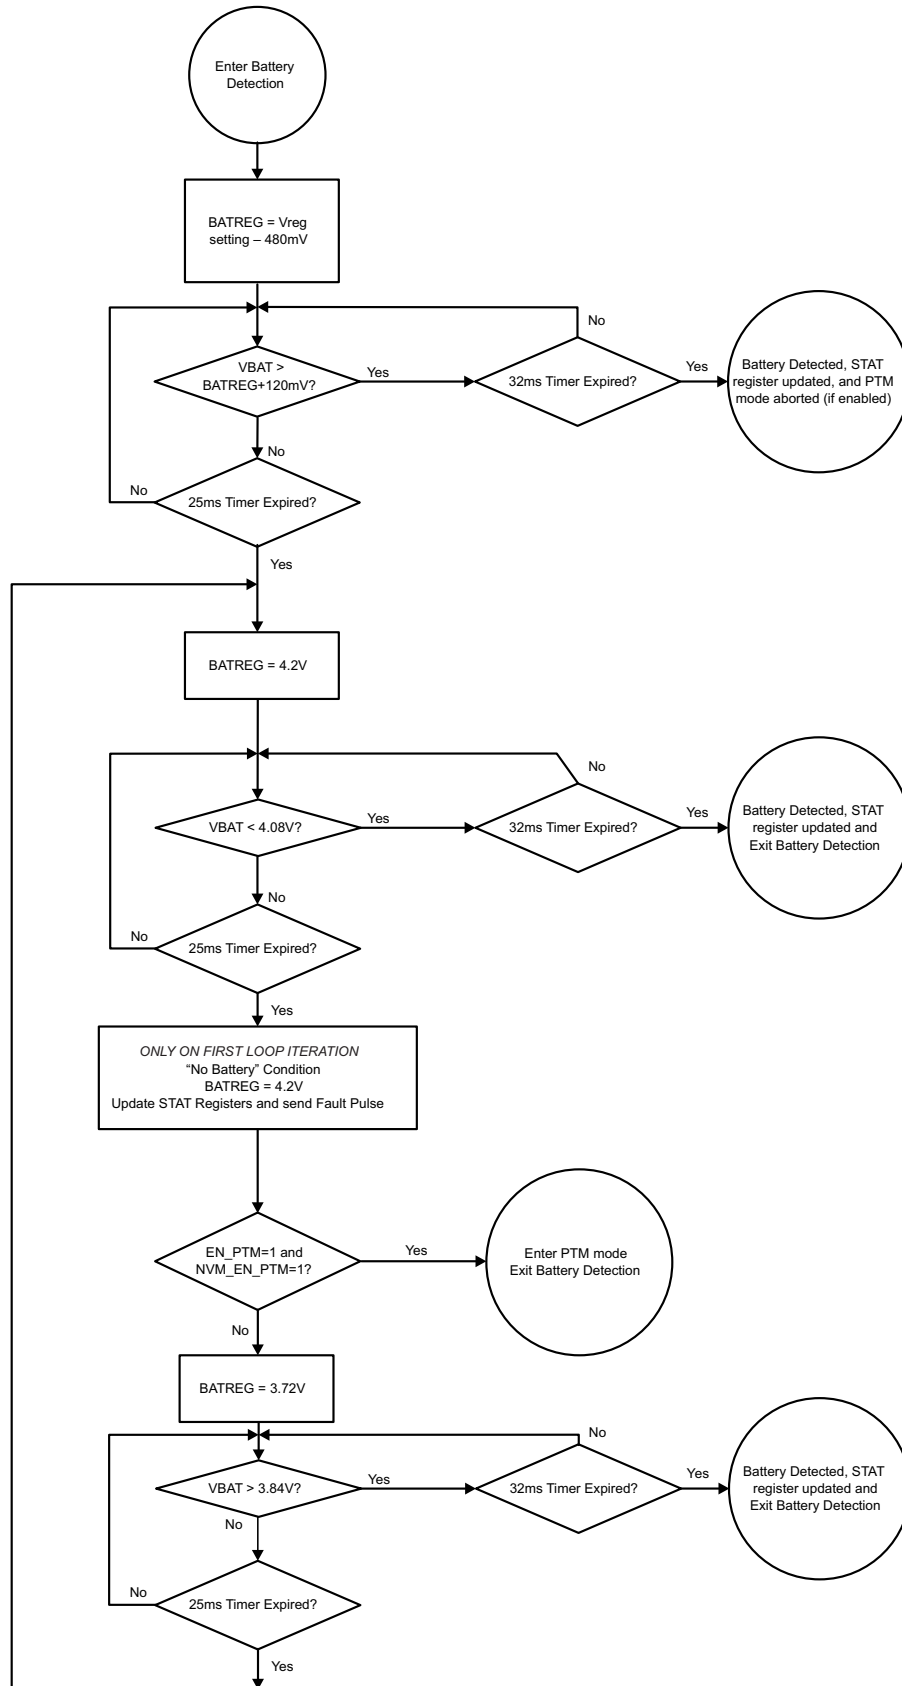 Enter Battery
Detection
BATREG = Vreg
setting – 480mV
No
VBAT >
BATREG+120mV?
Yes
32ms Timer Expired?
Yes
Battery Detected, STAT
register updated, and PTM
mode aborted (if enabled)
No
No
25ms Timer Expired?
Yes
BATREG = 4.2V
No
VBAT < 4.08V?
Yes
32ms Timer Expired?
Yes
Battery Detected, STAT
register updated and
Exit Battery Detection
No
No
25ms Timer Expired?
Yes
ONLY ON FIRST LOOP ITERATION
“No Battery” Condition
BATREG = 4.2V
Update STAT Registers and send Fault Pulse
EN_PTM=1 and
NVM_EN_PTM=1?
Yes
Enter PTM mode
Exit Battery Detection
No
BATREG = 3.72V
No
VBAT > 3.84V?
Yes
32ms Timer Expired?
Yes
Battery Detected, STAT
register updated and
Exit Battery Detection
No
No
25ms Timer Expired?
Yes